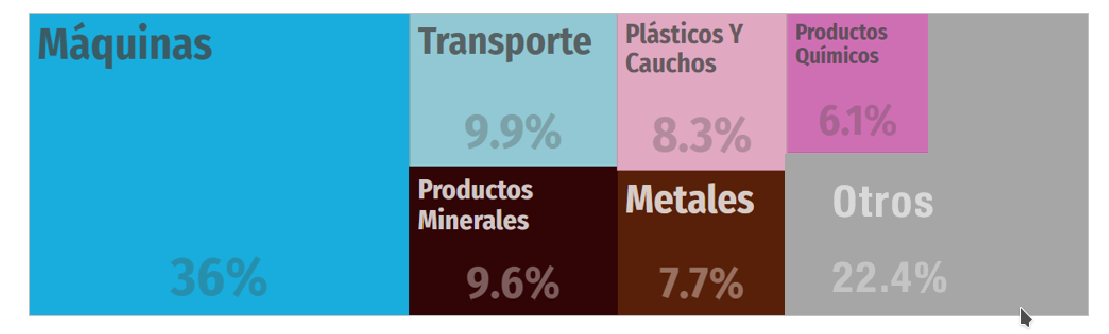 Máquinas
36%
Transporte
9.9%
Productos
Minerales
9.6%
Plásticos Y
Cauchos
8.3%
Metales
7.7%
Productos
Químicos
6.1%
Otros
22.4%